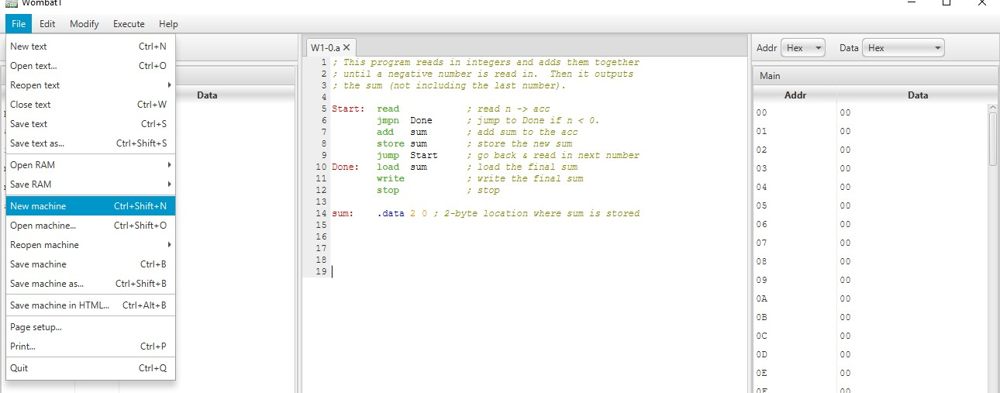 Wombat1
File Edit Modify Execute Help
New text Ctrl+N
Open text... Ctrl+O
Reopen text
Close text Ctrl+W
Save text Ctrl+S
Save text as... Ctrl+Shift+S
Open RAM
Save RAM
New machine Ctrl+Shift+N
Open machine... Ctrl+Shift+O
Reopen machine
Save machine Ctrl+B
Save machine as... Ctrl+Shift+B
Save machine in HTML... Ctrl+Alt+B
Page setup...
Print... Ctrl+P
Quit Ctrl+Q
Data
W1-0.a
1 ; This program reads in integers and adds them together
2 ; until a negative number is read in.  Then it outputs
3 ; the sum (not including the last number).
4
5 Start:  read            ; read n -> acc
6         jmpn  Done      ; jump to Done if n < 0.
7         add   sum       ; add sum to the acc
8         store sum       ; store the new sum
9         jump  Start     ; go back & read in next number
10 Done:   load  sum       ; load the final sum
11         write           ; write the final sum
12         stop            ; stop
13
14 sum:    .data 2 0 ; 2-byte location where sum is stored
15
16
17
18
19
Addr Hex Data Hex
Main
Addr Data
00 00
01 00
02 00
03 00
04 00
05 00
06 00
07 00
08 00
09 00
0A 00
0B 00
0C 00
0D 00
0E 00
0F 00